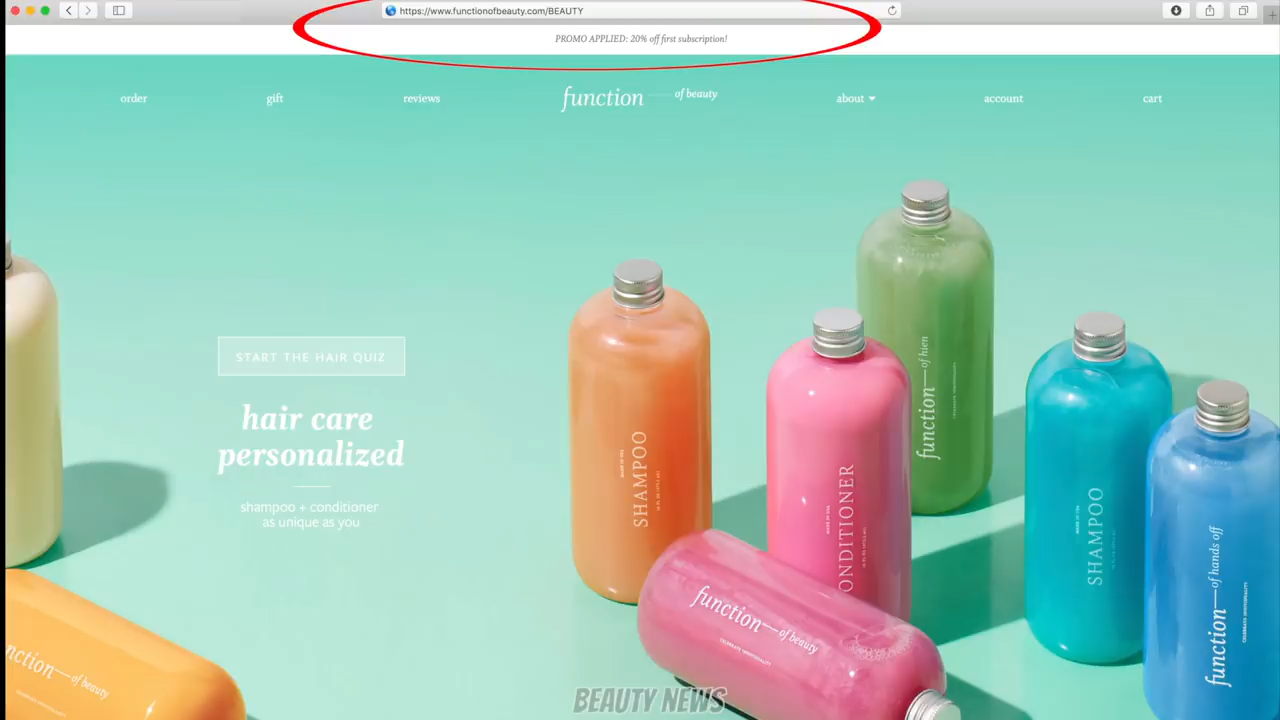 https://www.functionofbeauty.com/BEAUTY
PROMO APPLIED: 20% off first subscription!
order
gift
reviews
function of beauty
about
account
cart
START THE HAIR QUIZ
hair care
personalized
shampoo + conditioner
as unique as you
SHAMPOO
ONDITIONER
function—of hien
SHAMPOO
function—of hands off
function—of beauty
function—of beauty
BEAUTY NEWS